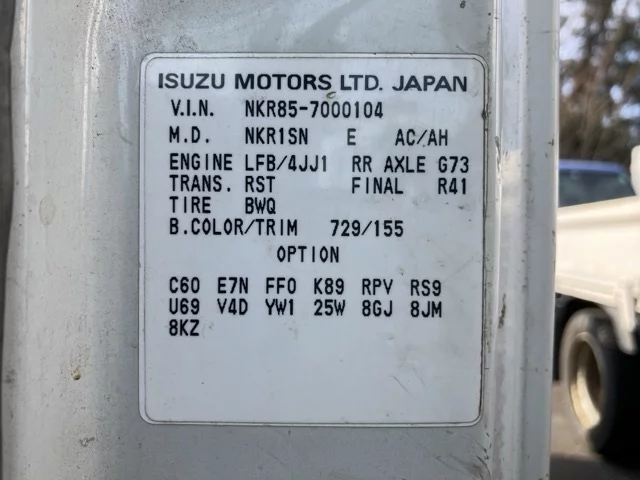 ISUZU MOTORS LTD. JAPAN
V.I.N. NKR85-7000104
M.D. NKR1SN E AC/AH
ENGINE LFB/4JJ1 RR AXLE G73
TRANS. RST FINAL R41
TIRE BWQ
B.COLOR/TRIM 729/155
OPTION
C60 E7N FF0 K89 RPV RS9
U69 V4D YW1 25W 8GJ 8JM
8KZ